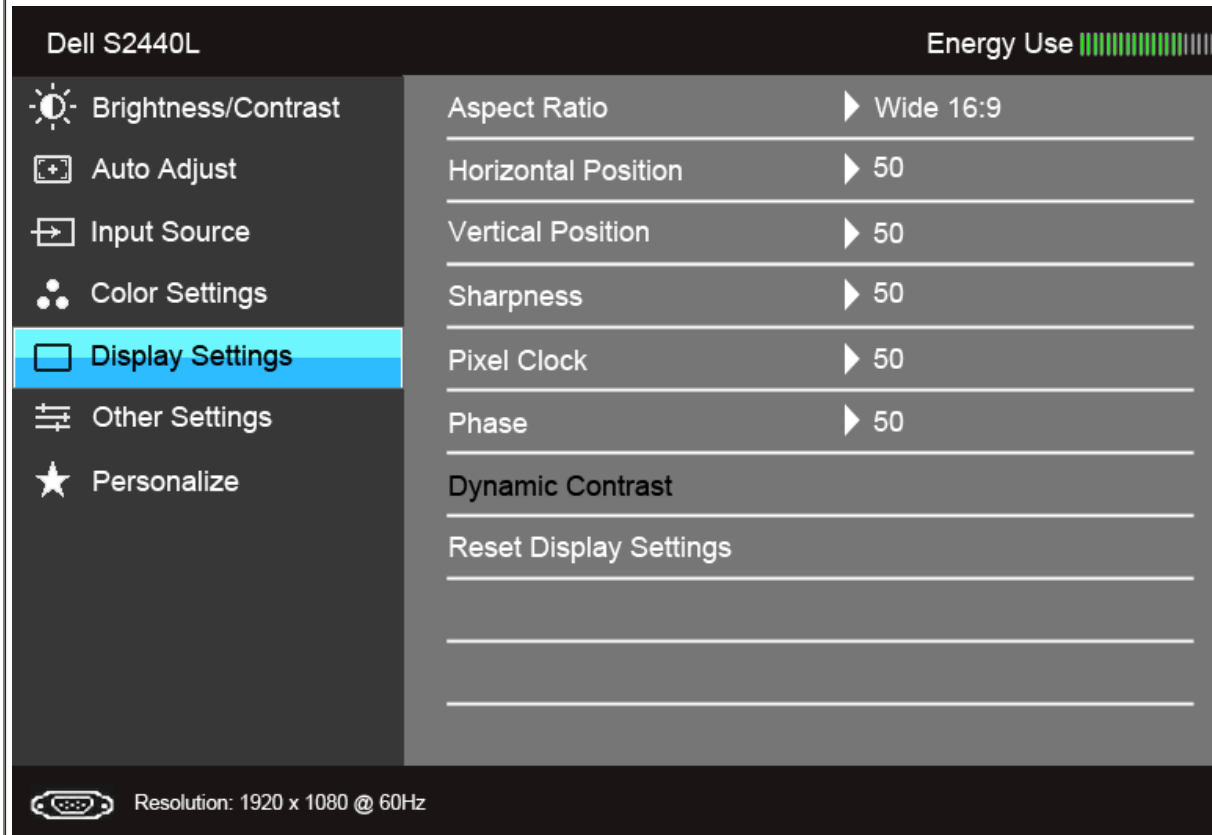 Dell S2440L
Energy Use
Brightness/Contrast
Auto Adjust
Input Source
Color Settings
Display Settings
Other Settings
Personalize
Aspect Ratio Wide 16:9
Horizontal Position 50
Vertical Position 50
Sharpness 50
Pixel Clock 50
Phase 50
Dynamic Contrast
Reset Display Settings
Resolution: 1920 x 1080 @ 60Hz